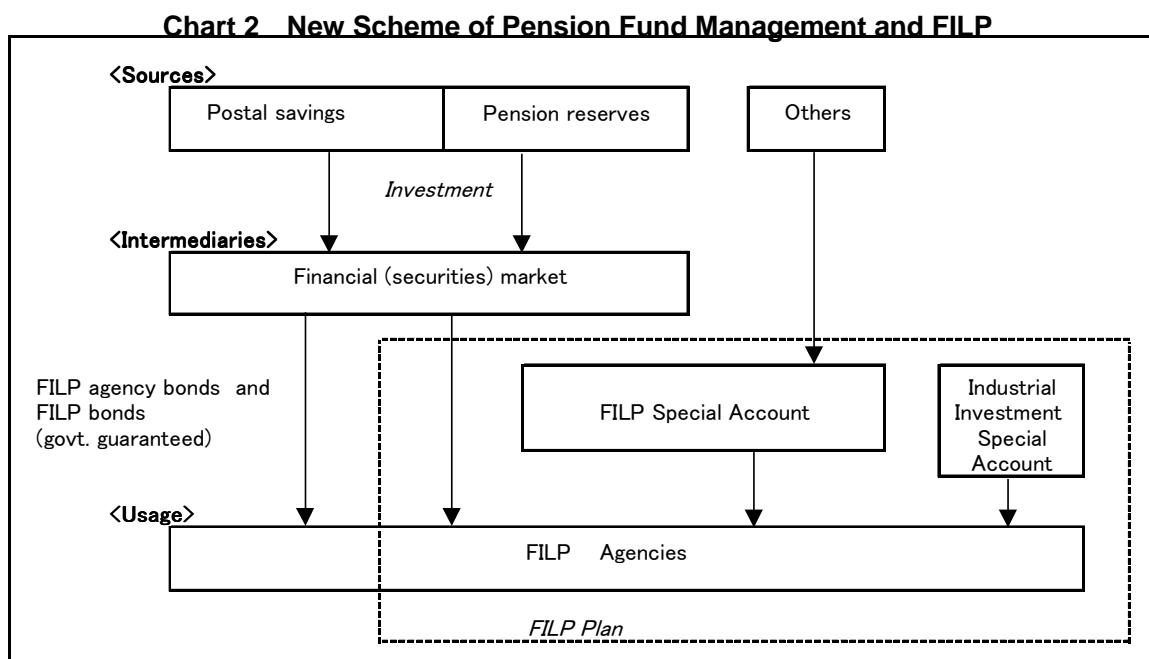 Chart 2 New Scheme of Pension Fund Management and FILP
<Sources>
Postal savings
Pension reserves
Others
Investment
<Intermediaries>
Financial (securities) market
FILP agency bonds and
FILP bonds
(govt. guaranteed)
FILP Special Account
Industrial
Investment
Special
Account
<Usage>
FILP Agencies
FILP Plan